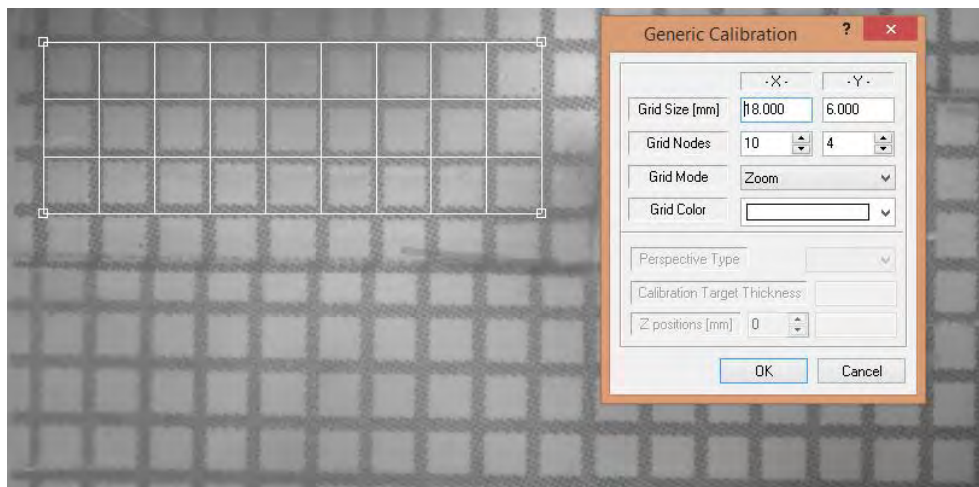 Generic Calibration ? ×
-X- -Y-
Grid Size [mm] 18.000 6.000
Grid Nodes 10 4
Grid Mode Zoom
Grid Color
Perspective Type
Calibration Target Thickness
Z positions [mm] 0
OK Cancel